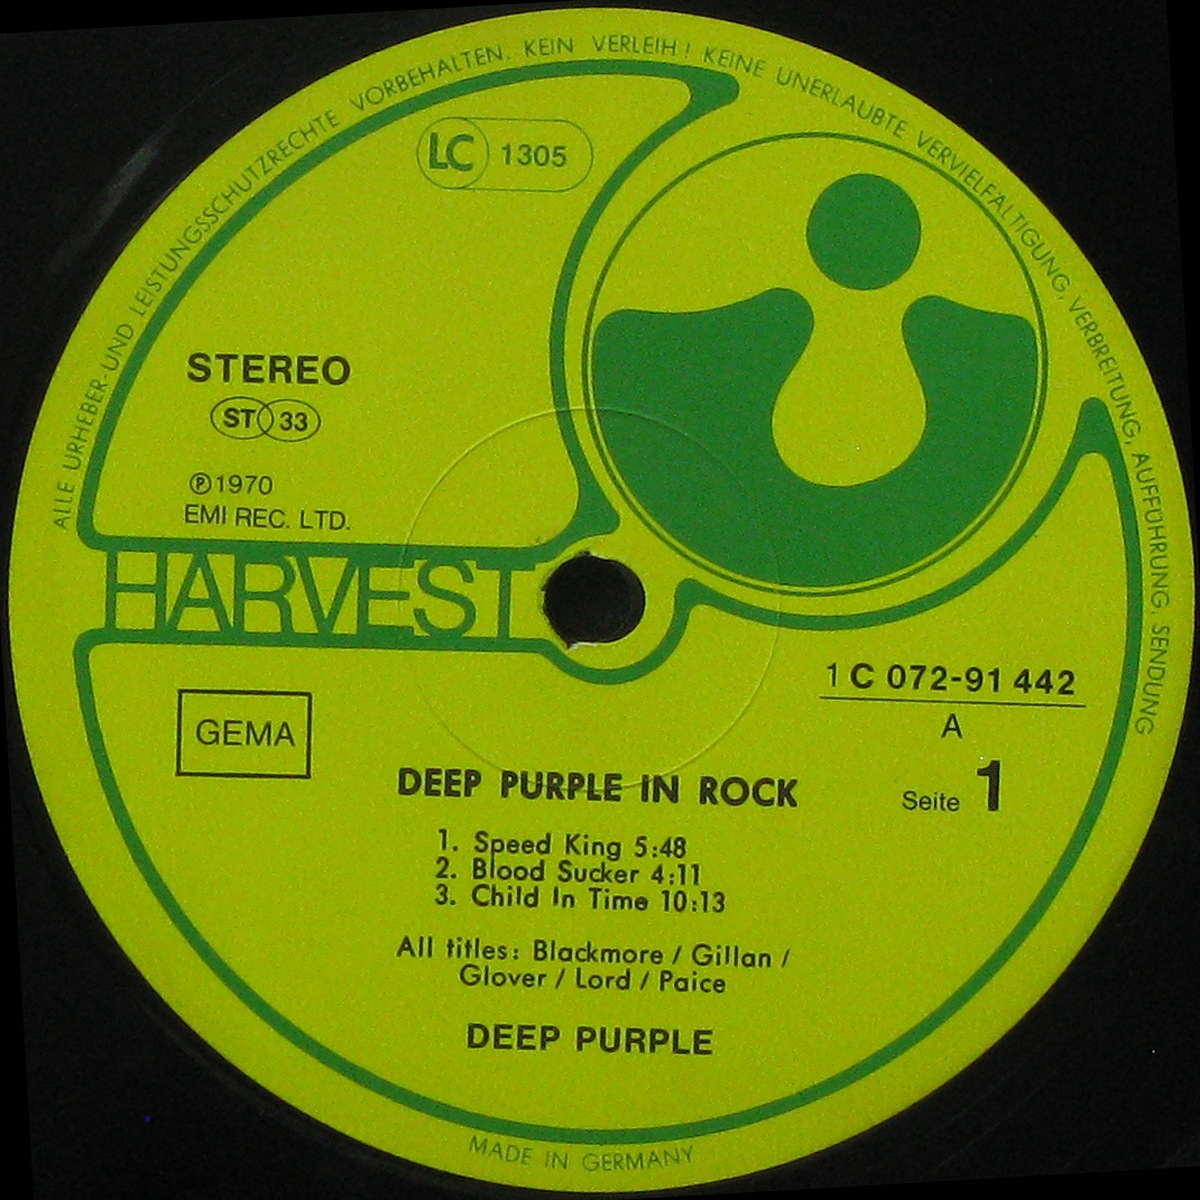 ALLE URHEBER-UND LEISTUNGSSCHUTZRECHTE VORBEHALTEN. KEIN VERLEIH! KEINE UNERLAUBTE VERVIELFÄLTIGUNG, VERBREITUNG, AUFFÜHRUNG, SENDUNG
LC 1305
STEREO
ST 33
Ⓟ1970
EMI REC. LTD.
HARVEST
GEMA
1 C 072-91 442
A
Seite 1
DEEP PURPLE IN ROCK
1. Speed King 5:48
2. Blood Sucker 4:11
3. Child In Time 10:13
All titles: Blackmore / Gillan /
Glover / Lord / Paice
DEEP PURPLE
MADE IN GERMANY